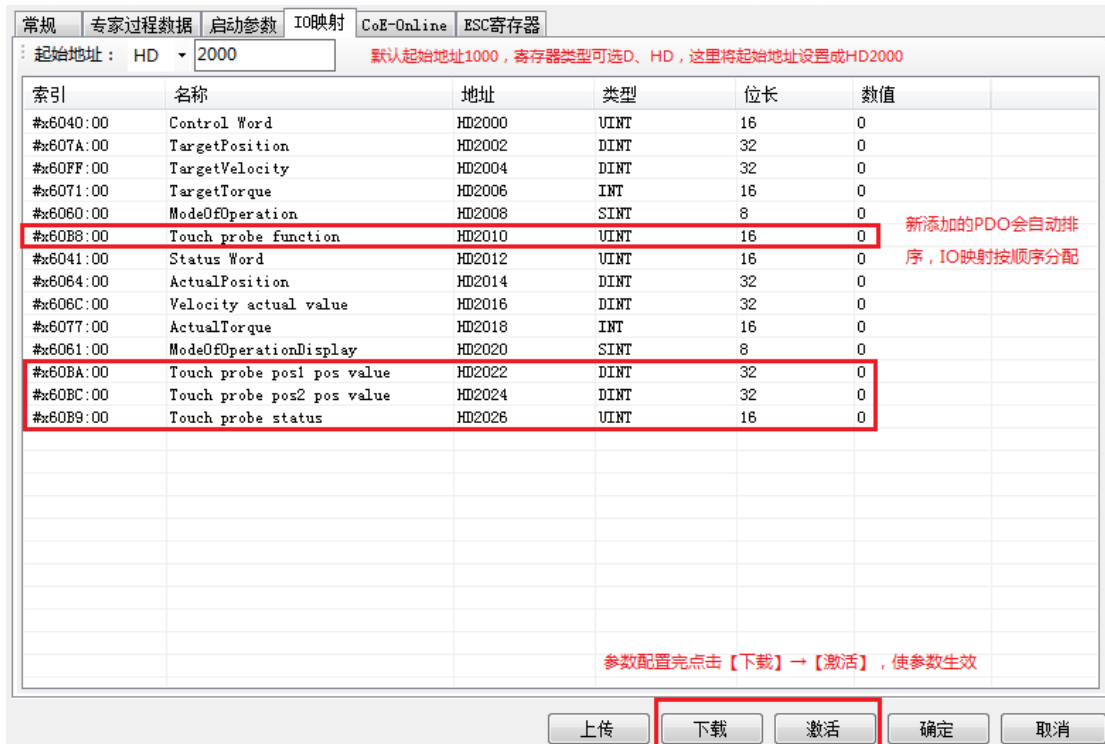 常规 专家过程数据 启动参数 IO映射 CoE-Online ESC寄存器
起始地址： HD 2000 默认起始地址1000，寄存器类型可选D、HD，这里将起始地址设置成HD2000
索引 名称 地址 类型 位长 数值
#x6040:00 Control Word HD2000 UINT 16 0
#x607A:00 TargetPosition HD2002 DINT 32 0
#x60FF:00 TargetVelocity HD2004 DINT 32 0
#x6071:00 TargetTorque HD2006 INT 16 0
#x6060:00 ModeOfOperation HD2008 SINT 8 0
#x60B8:00 Touch probe function HD2010 UINT 16 0
新添加的PDO会自动排
序，IO映射按顺序分配
#x6041:00 Status Word HD2012 UINT 16 0
#x6064:00 ActualPosition HD2014 DINT 32 0
#x606C:00 Velocity actual value HD2016 DINT 32 0
#x6077:00 ActualTorque HD2018 INT 16 0
#x6061:00 ModeOfOperationDisplay HD2020 SINT 8 0
#x60BA:00 Touch probe pos1 pos value HD2022 DINT 32 0
#x60BC:00 Touch probe pos2 pos value HD2024 DINT 32 0
#x60B9:00 Touch probe status HD2026 UINT 16 0
参数配置完点击【下载】→【激活】，使参数生效
上传 下载 激活 确定 取消